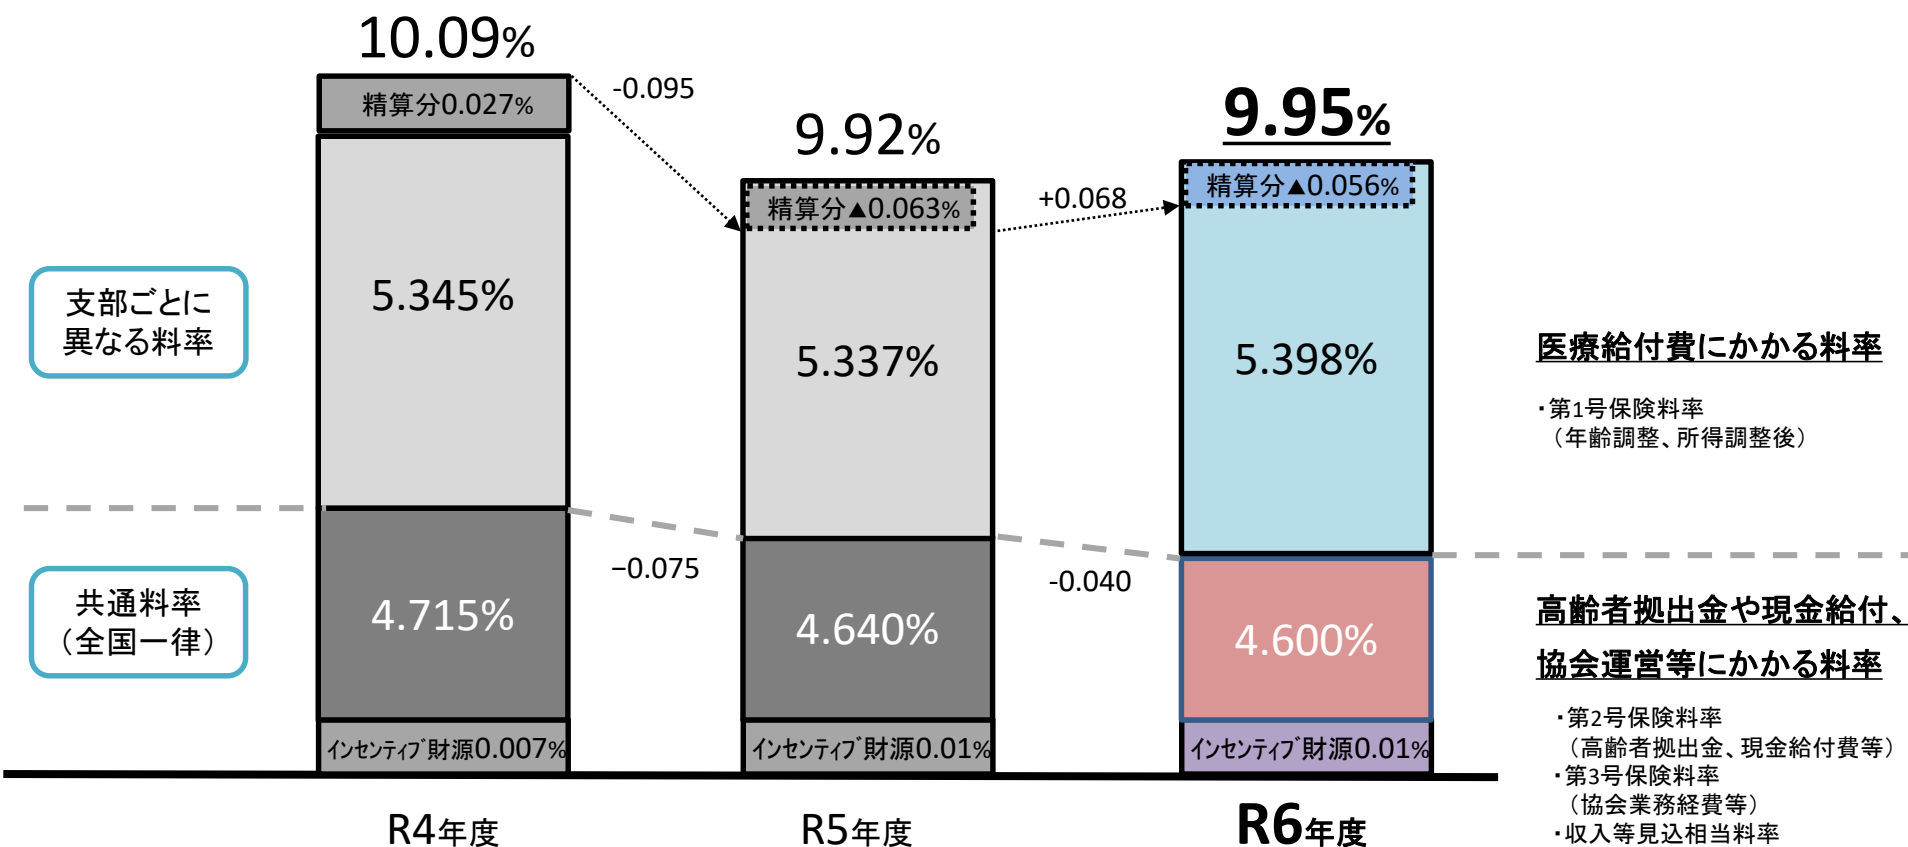 10.09%
精算分0.027%
-0.095
9.92%
精算分▲0.063%
+0.068
9.95%
精算分▲0.056%
支部ごとに
異なる料率
5.345%
5.337%
5.398%
医療給付費にかかる料率
・第1号保険料率
（年齢調整、所得調整後）
−0.075
-0.040
共通料率
（全国一律）
4.715%
4.640%
4.600%
高齢者拠出金や現金給付、
協会運営等にかかる料率
・第2号保険料率
（高齢者拠出金、現金給付費等）
・第3号保険料率
（協会業務経費等）
・収入等見込相当料率
ｲﾝｾﾝﾃｨﾌﾞ財源0.007%
ｲﾝｾﾝﾃｨﾌﾞ財源0.01%
ｲﾝｾﾝﾃｨﾌﾞ財源0.01%
R4年度
R5年度
R6年度